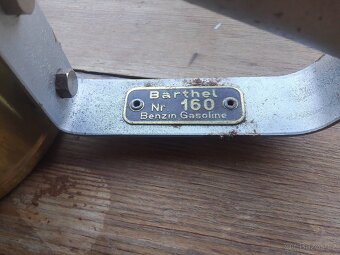 Barthel
Nr. 160
Benzin Gasoline